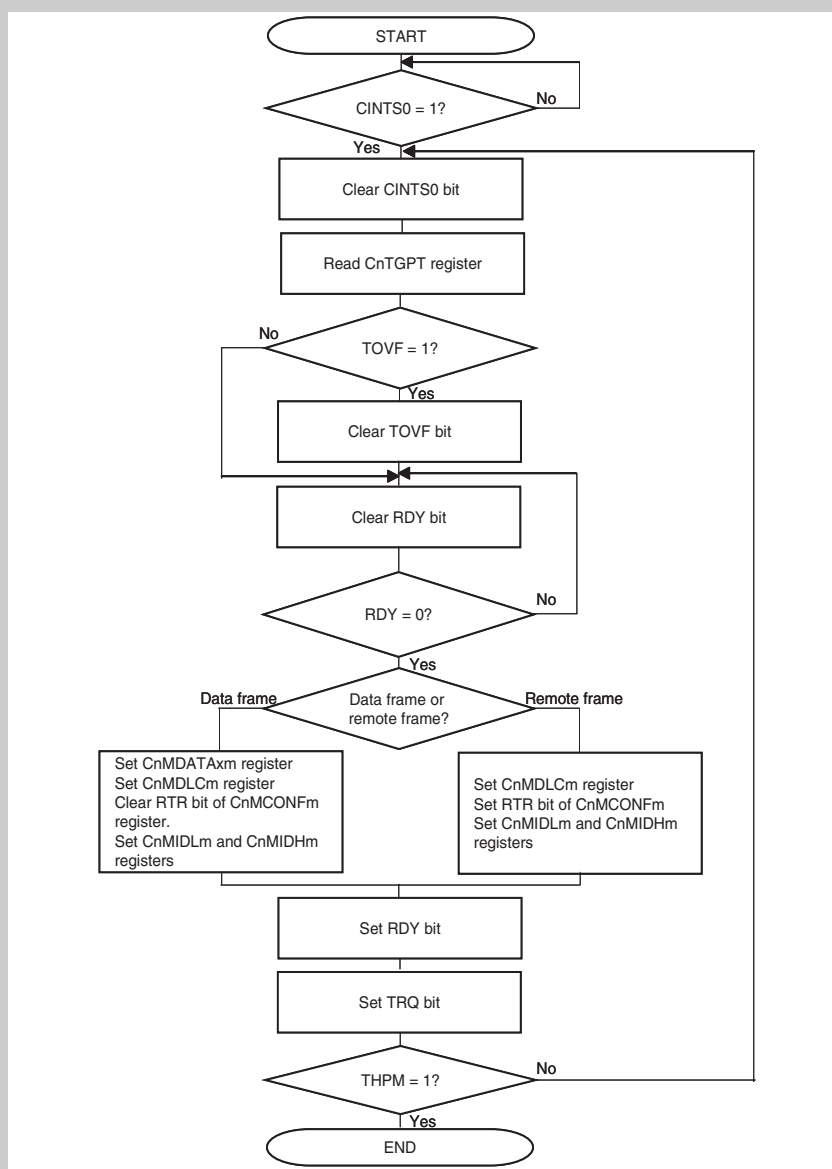 START
CINTS0 = 1?
No
Yes
Clear CINTS0 bit
Read CnTGPT register
No
TOVF = 1?
Yes
Clear TOVF bit
Clear RDY bit
RDY = 0?
No
Yes
Data frame
Data frame or
remote frame?
Remote frame
Set CnMDATAxm register
Set CnMDLCm register
Clear RTR bit of CnMCONFm
register.
Set CnMIDLm and CnMIDHm
registers
Set CnMDLCm register
Set RTR bit of CnMCONFm
Set CnMIDLm and CnMIDHm
registers
Set RDY bit
Set TRQ bit
THPM = 1?
No
Yes
END